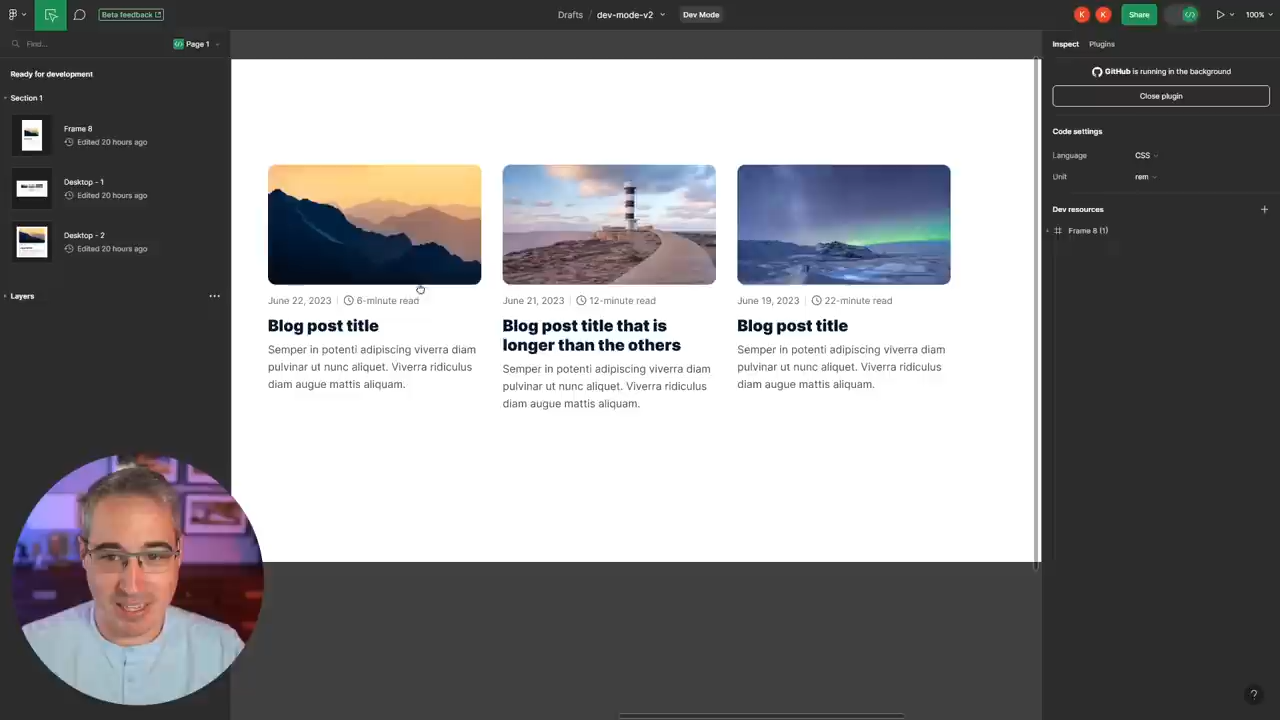 Beta feedback
Drafts / dev-mode-v2
Dev Mode
K
K
Share
100%
Find...
Page 1
Ready for development
Section 1
Frame 8
Edited 20 hours ago
Desktop - 1
Edited 20 hours ago
Desktop - 2
Edited 20 hours ago
Layers
June 22, 2023
6-minute read
Blog post title
Semper in potenti adipiscing viverra diam
pulvinar ut nunc aliquet. Viverra ridiculus
diam augue mattis aliquam.
June 21, 2023
12-minute read
Blog post title that is
longer than the others
Semper in potenti adipiscing viverra diam
pulvinar ut nunc aliquet. Viverra ridiculus
diam augue mattis aliquam.
June 19, 2023
22-minute read
Blog post title
Semper in potenti adipiscing viverra diam
pulvinar ut nunc aliquet. Viverra ridiculus
diam augue mattis aliquam.
Inspect
Plugins
GitHub is running in the background
Close plugin
Code settings
Language
CSS
Unit
rem
Dev resources
Frame 8 (1)
?